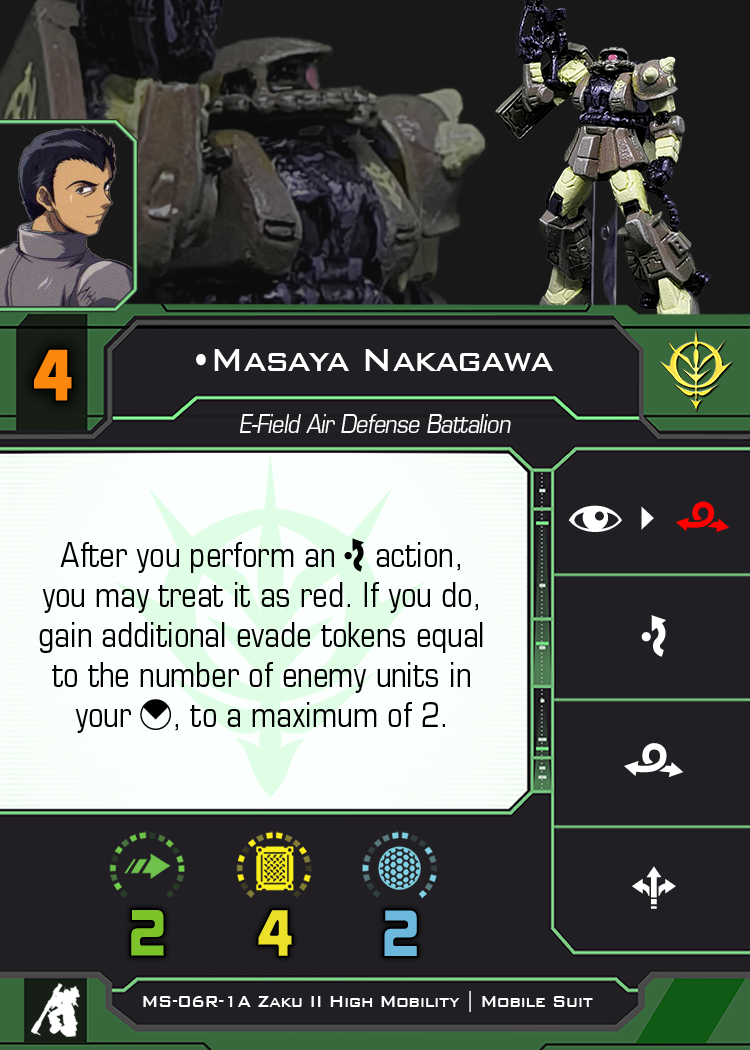 4
•Masaya Nakagawa
E-Field Air Defense Battalion
After you perform an action,
you may treat it as red. If you do,
gain additional evade tokens equal
to the number of enemy units in
your , to a maximum of 2.
2 4 2
MS-06R-1A Zaku II High Mobility | Mobile Suit